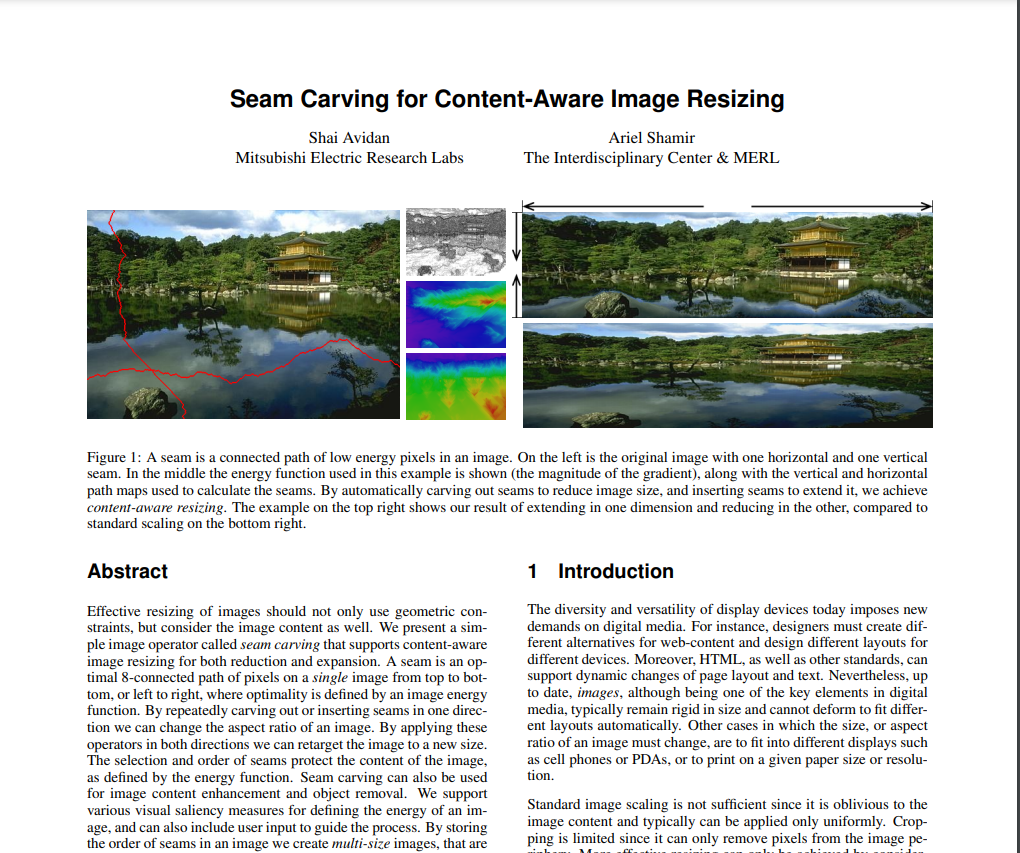 Seam Carving for Content-Aware Image Resizing
Shai Avidan
Mitsubishi Electric Research Labs
Ariel Shamir
The Interdisciplinary Center & MERL
Figure 1: A seam is a connected path of low energy pixels in an image. On the left is the original image with one horizontal and one vertical
seam. In the middle the energy function used in this example is shown (the magnitude of the gradient), along with the vertical and horizontal
path maps used to calculate the seams. By automatically carving out seams to reduce image size, and inserting seams to extend it, we achieve
content-aware resizing. The example on the top right shows our result of extending in one dimension and reducing in the other, compared to
standard scaling on the bottom right.
Abstract
Effective resizing of images should not only use geometric con-
straints, but consider the image content as well. We present a sim-
ple image operator called seam carving that supports content-aware
image resizing for both reduction and expansion. A seam is an op-
timal 8-connected path of pixels on a single image from top to bot-
tom, or left to right, where optimality is defined by an image energy
function. By repeatedly carving out or inserting seams in one direc-
tion we can change the aspect ratio of an image. By applying these
operators in both directions we can retarget the image to a new size.
The selection and order of seams protect the content of the image,
as defined by the energy function. Seam carving can also be used
for image content enhancement and object removal. We support
various visual saliency measures for defining the energy of an im-
age, and can also include user input to guide the process. By storing
the order of seams in an image we create multi-size images, that are
1 Introduction
The diversity and versatility of display devices today imposes new
demands on digital media. For instance, designers must create dif-
ferent alternatives for web-content and design different layouts for
different devices. Moreover, HTML, as well as other standards, can
support dynamic changes of page layout and text. Nevertheless, up
to date, images, although being one of the key elements in digital
media, typically remain rigid in size and cannot deform to fit differ-
ent layouts automatically. Other cases in which the size, or aspect
ratio of an image must change, are to fit into different displays such
as cell phones or PDAs, or to print on a given paper size or resolu-
tion.
Standard image scaling is not sufficient since it is oblivious to the
image content and typically can be applied only uniformly. Crop-
ping is limited since it can only remove pixels from the image pe-